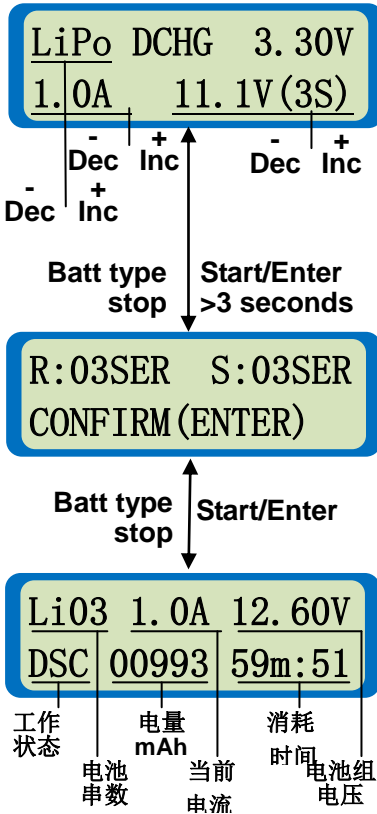 LiPo DCHG 3.30V
1.0A 11.1V(3S)
- + - +
Dec Inc Dec Inc
- +
Dec Inc
Batt type Start/Enter
stop >3 seconds
R:03SER S:03SER
CONFIRM(ENTER)
Batt type Start/Enter
stop
Li03 1.0A 12.60V
DSC 00993 59m:51
工作 电量 消耗
状态 mAh 时间
电池 当前 电池组
串数 电流 电压